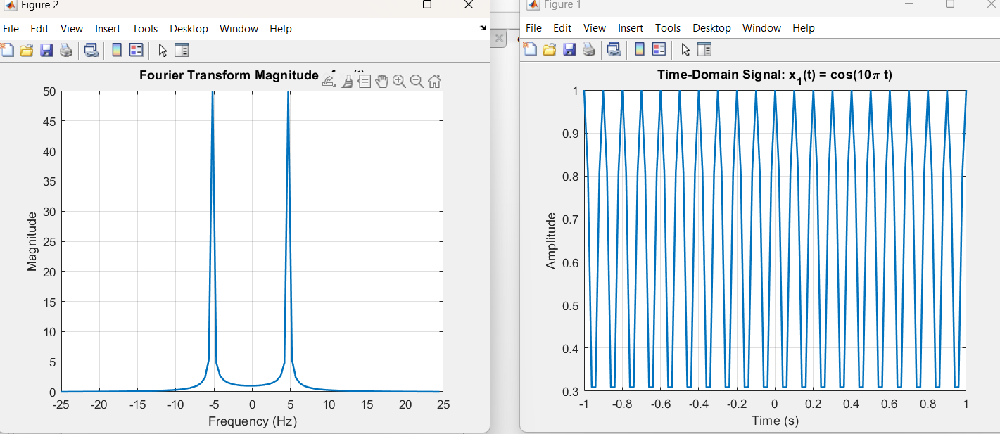 Figure 2
File Edit View Insert Tools Desktop Window Help
Fourier Transform Magnitude
50
45
40
35
30
25
20
15
10
5
0
Magnitude
-25 -20 -15 -10 -5 0 5 10 15 20 25
Frequency (Hz)
Figure 1
File Edit View Insert Tools Desktop Window Help
Time-Domain Signal: x₁(t) = cos(10π t)
1
0.9
0.8
0.7
0.6
0.5
0.4
0.3
Amplitude
-1 -0.8 -0.6 -0.4 -0.2 0 0.2 0.4 0.6 0.8 1
Time (s)